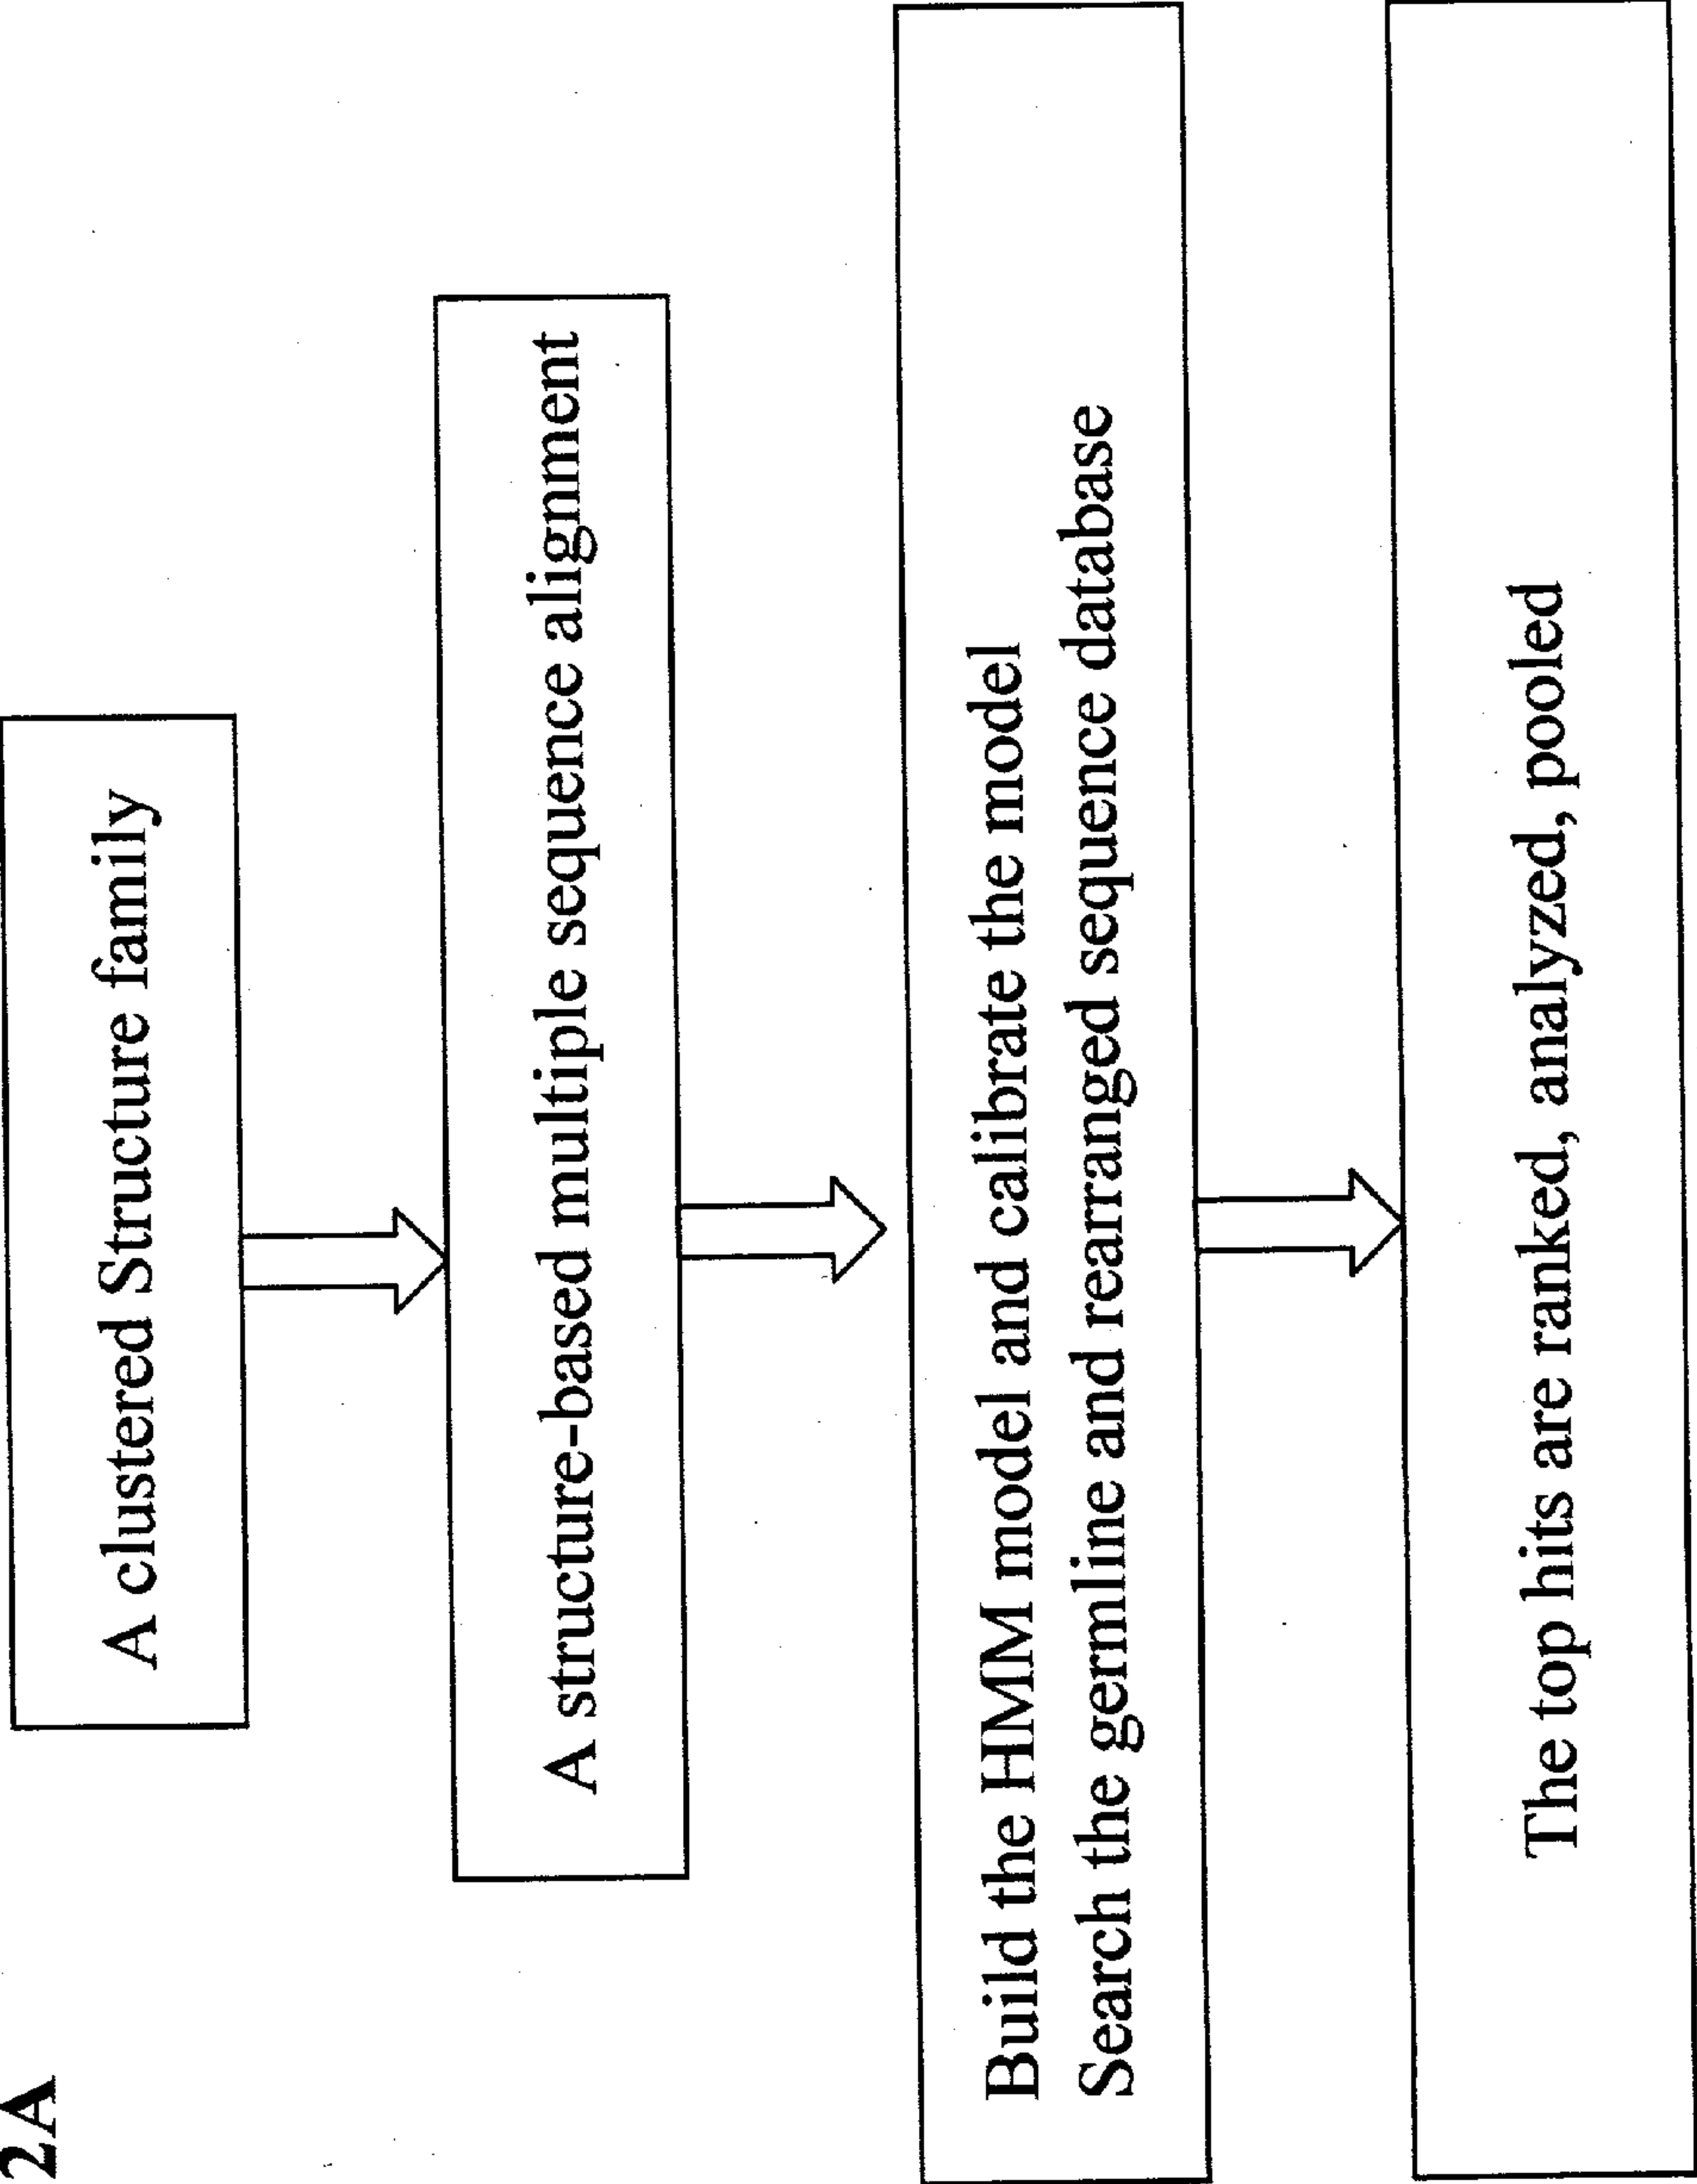 2A
A clustered Structure family
A structure-based multiple sequence alignment
Build the HMM model and calibrate the model
Search the germline and rearranged sequence database
The top hits are ranked, analyzed, pooled